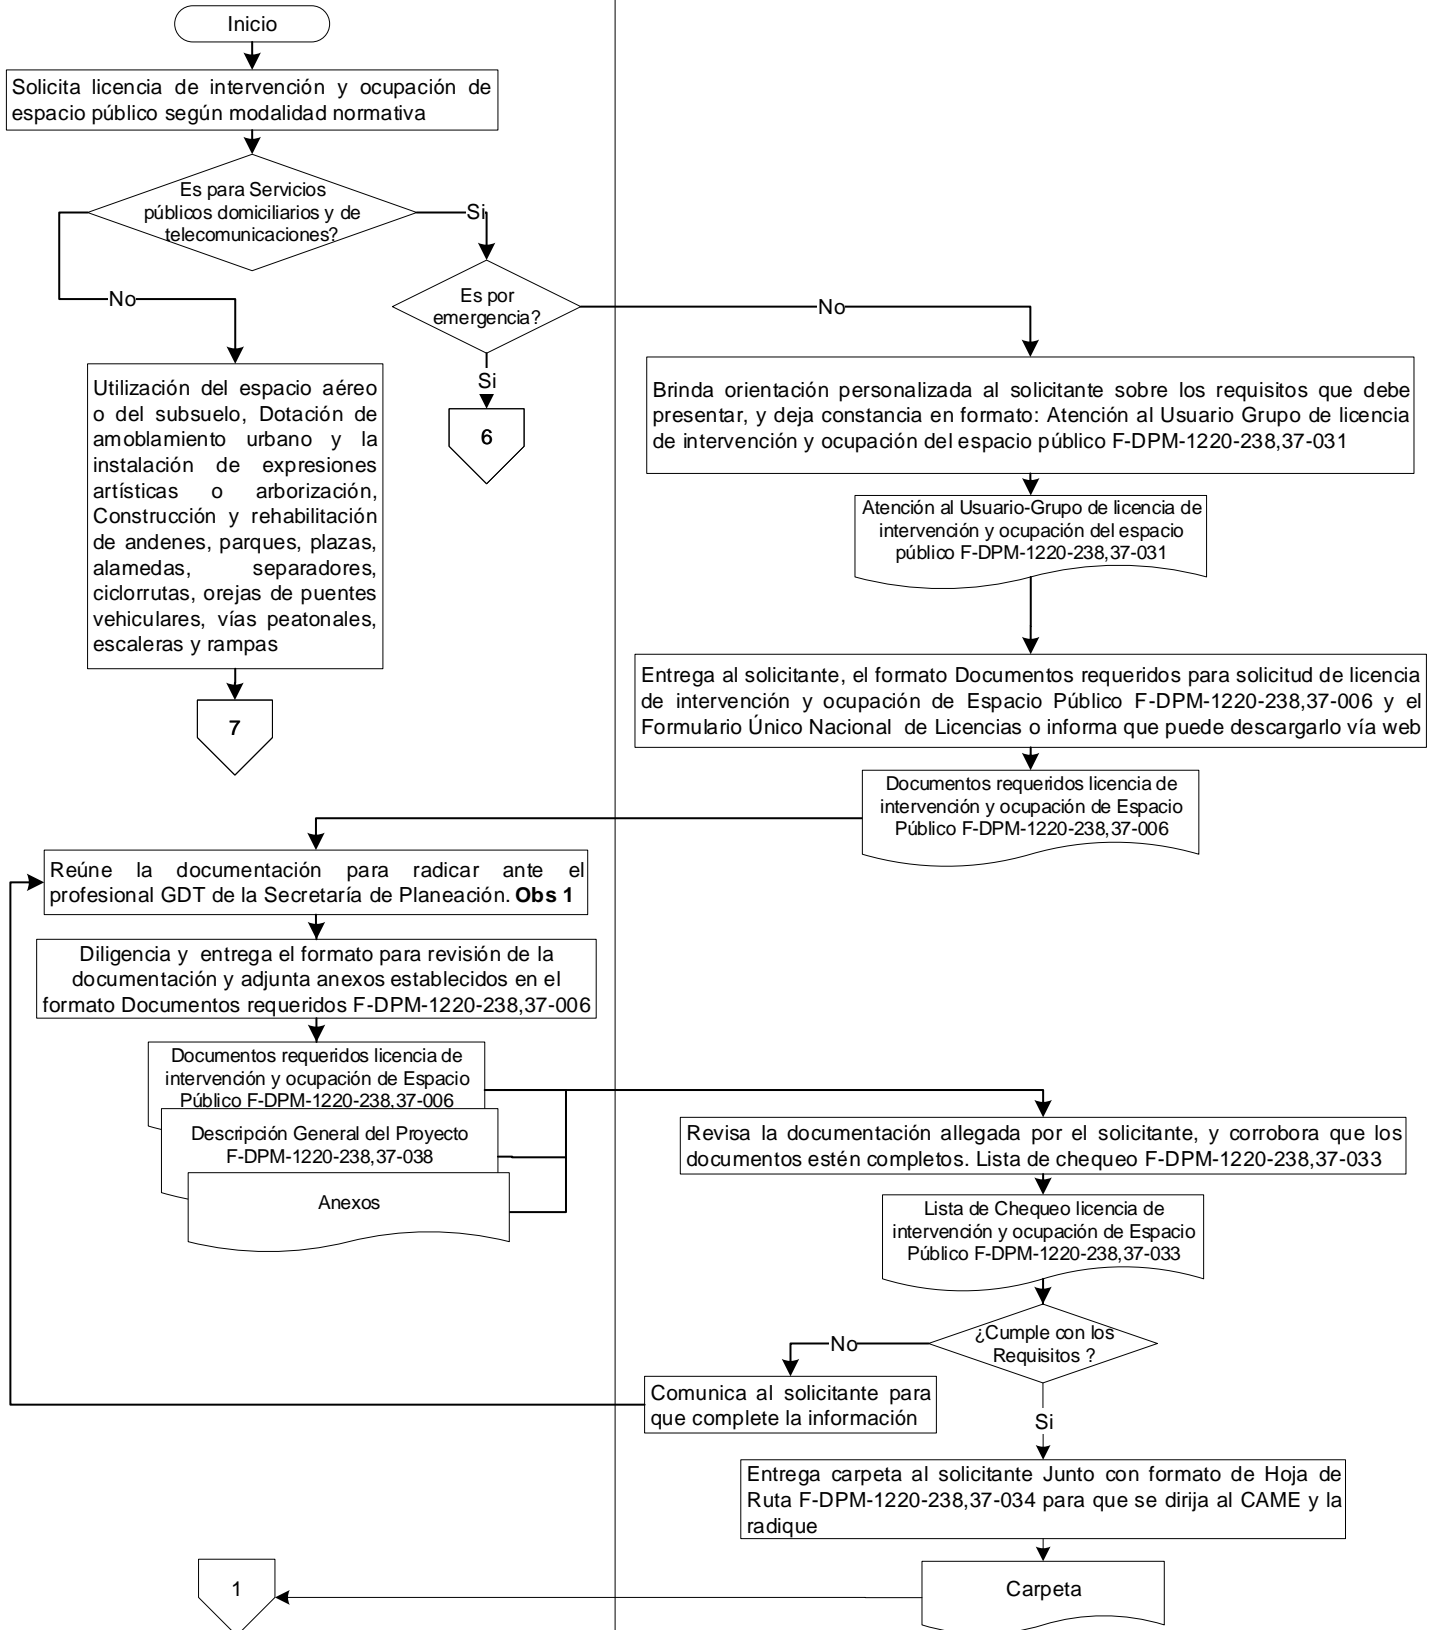 Inicio
Solicita licencia de intervención y ocupación de
espacio público según modalidad normativa
Es para Servicios
públicos domiciliarios y de
telecomunicaciones?
Si
No
Es por
emergencia?
No
Si
6
Utilización del espacio aéreo
o del subsuelo, Dotación de
amoblamiento urbano y la
instalación de expresiones
artísticas o arborización,
Construcción y rehabilitación
de andenes, parques, plazas,
alamedas, separadores,
ciclorrutas, orejas de puentes
vehiculares, vías peatonales,
escaleras y rampas
7
Brinda orientación personalizada al solicitante sobre los requisitos que debe
presentar, y deja constancia en formato: Atención al Usuario Grupo de licencia
de intervención y ocupación del espacio público F-DPM-1220-238,37-031
Atención al Usuario-Grupo de licencia de
intervención y ocupación del espacio
público F-DPM-1220-238,37-031
Entrega al solicitante, el formato Documentos requeridos para solicitud de licencia
de intervención y ocupación de Espacio Público F-DPM-1220-238,37-006 y el
Formulario Único Nacional de Licencias o informa que puede descargarlo vía web
Documentos requeridos licencia de
intervención y ocupación de Espacio
Público F-DPM-1220-238,37-006
Reúne la documentación para radicar ante el
profesional GDT de la Secretaría de Planeación. Obs 1
Diligencia y entrega el formato para revisión de la
documentación y adjunta anexos establecidos en el
formato Documentos requeridos F-DPM-1220-238,37-006
Documentos requeridos licencia de
intervención y ocupación de Espacio
Público F-DPM-1220-238,37-006
Descripción General del Proyecto
F-DPM-1220-238,37-038
Anexos
Revisa la documentación allegada por el solicitante, y corrobora que los
documentos estén completos. Lista de chequeo F-DPM-1220-238,37-033
Lista de Chequeo licencia de
intervención y ocupación de Espacio
Público F-DPM-1220-238,37-033
¿Cumple con los
Requisitos ?
No
Comunica al solicitante para
que complete la información
Si
Entrega carpeta al solicitante Junto con formato de Hoja de
Ruta F-DPM-1220-238,37-034 para que se dirija al CAME y la
radique
Carpeta
1